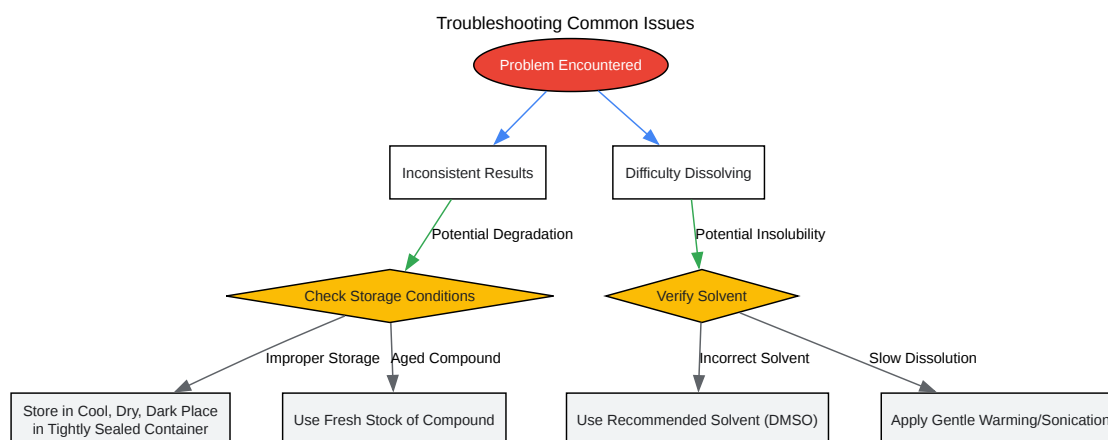 Troubleshooting Common Issues
Problem Encountered
Inconsistent Results
Difficulty Dissolving
Potential Degradation
Potential Insolubility
Check Storage Conditions
Verify Solvent
Improper Storage
Aged Compound
Incorrect Solvent
Slow Dissolution
Store in Cool, Dry, Dark Place
in Tightly Sealed Container
Use Fresh Stock of Compound
Use Recommended Solvent (DMSO)
Apply Gentle Warming/Sonication